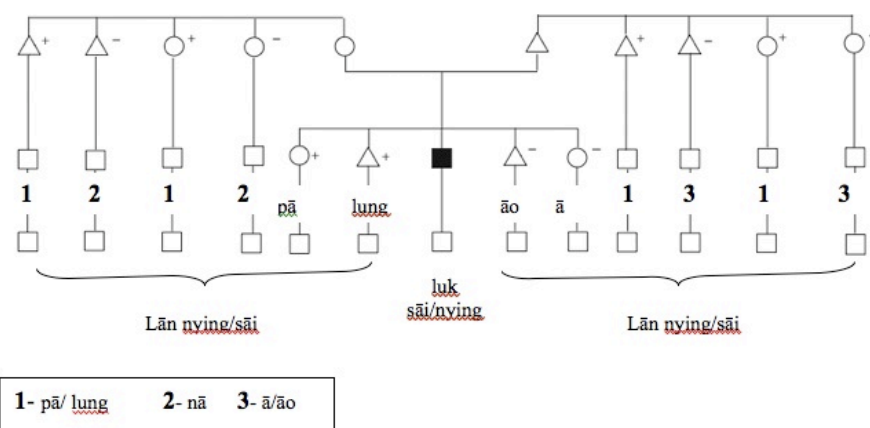 + - + - + - + -
+ + - -
1 2 1 2 pā lung āo ā 1 3 1 3
luk
sāi/nying
Lān nying/sāi Lān nying/sāi
1- pā/ lung 2- nā 3- ā/āo